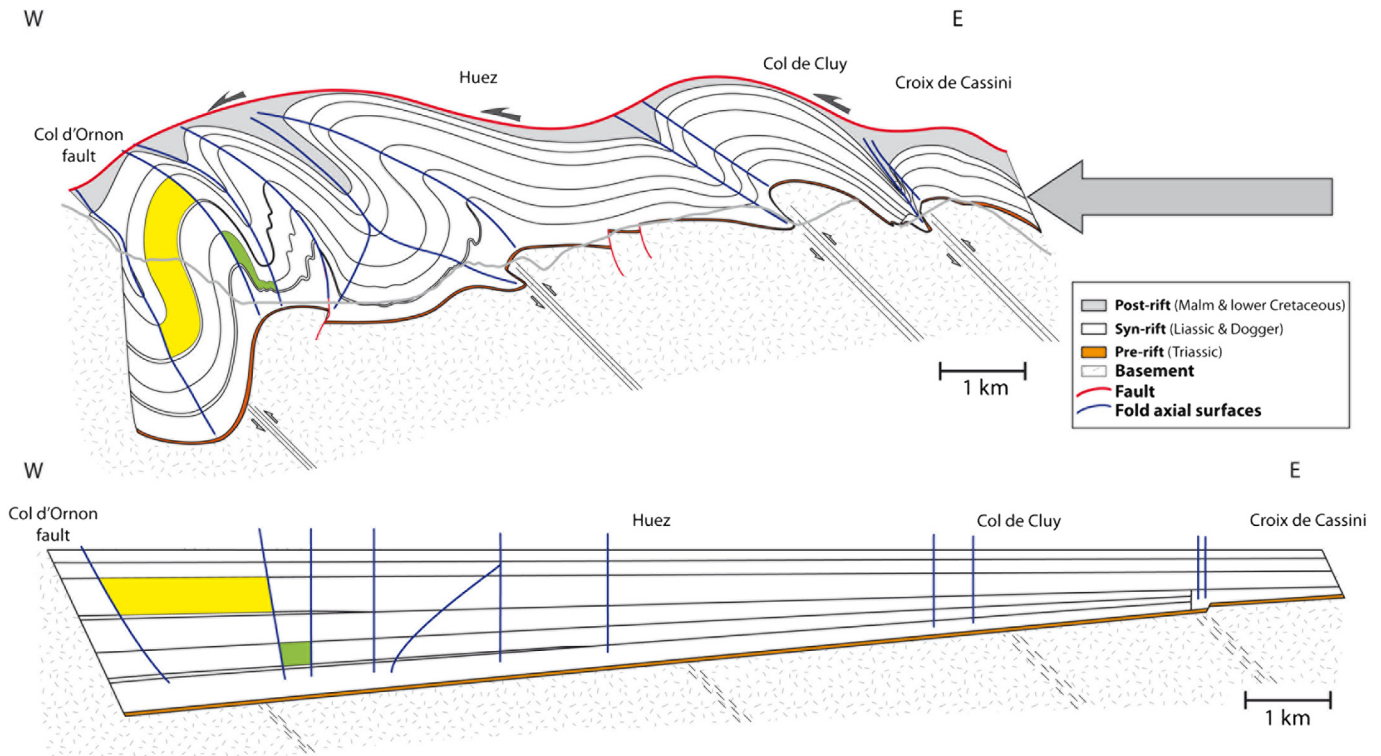 W
E
Huez
Col de Cluy
Croix de Cassini
Col d'Ornon
fault
Post-rift (Malm & lower Cretaceous)
Syn-rift (Liassic & Dogger)
Pre-rift (Triassic)
Basement
Fault
Fold axial surfaces
1 km
W
E
Col d'Ornon
fault
Huez
Col de Cluy
Croix de Cassini
1 km